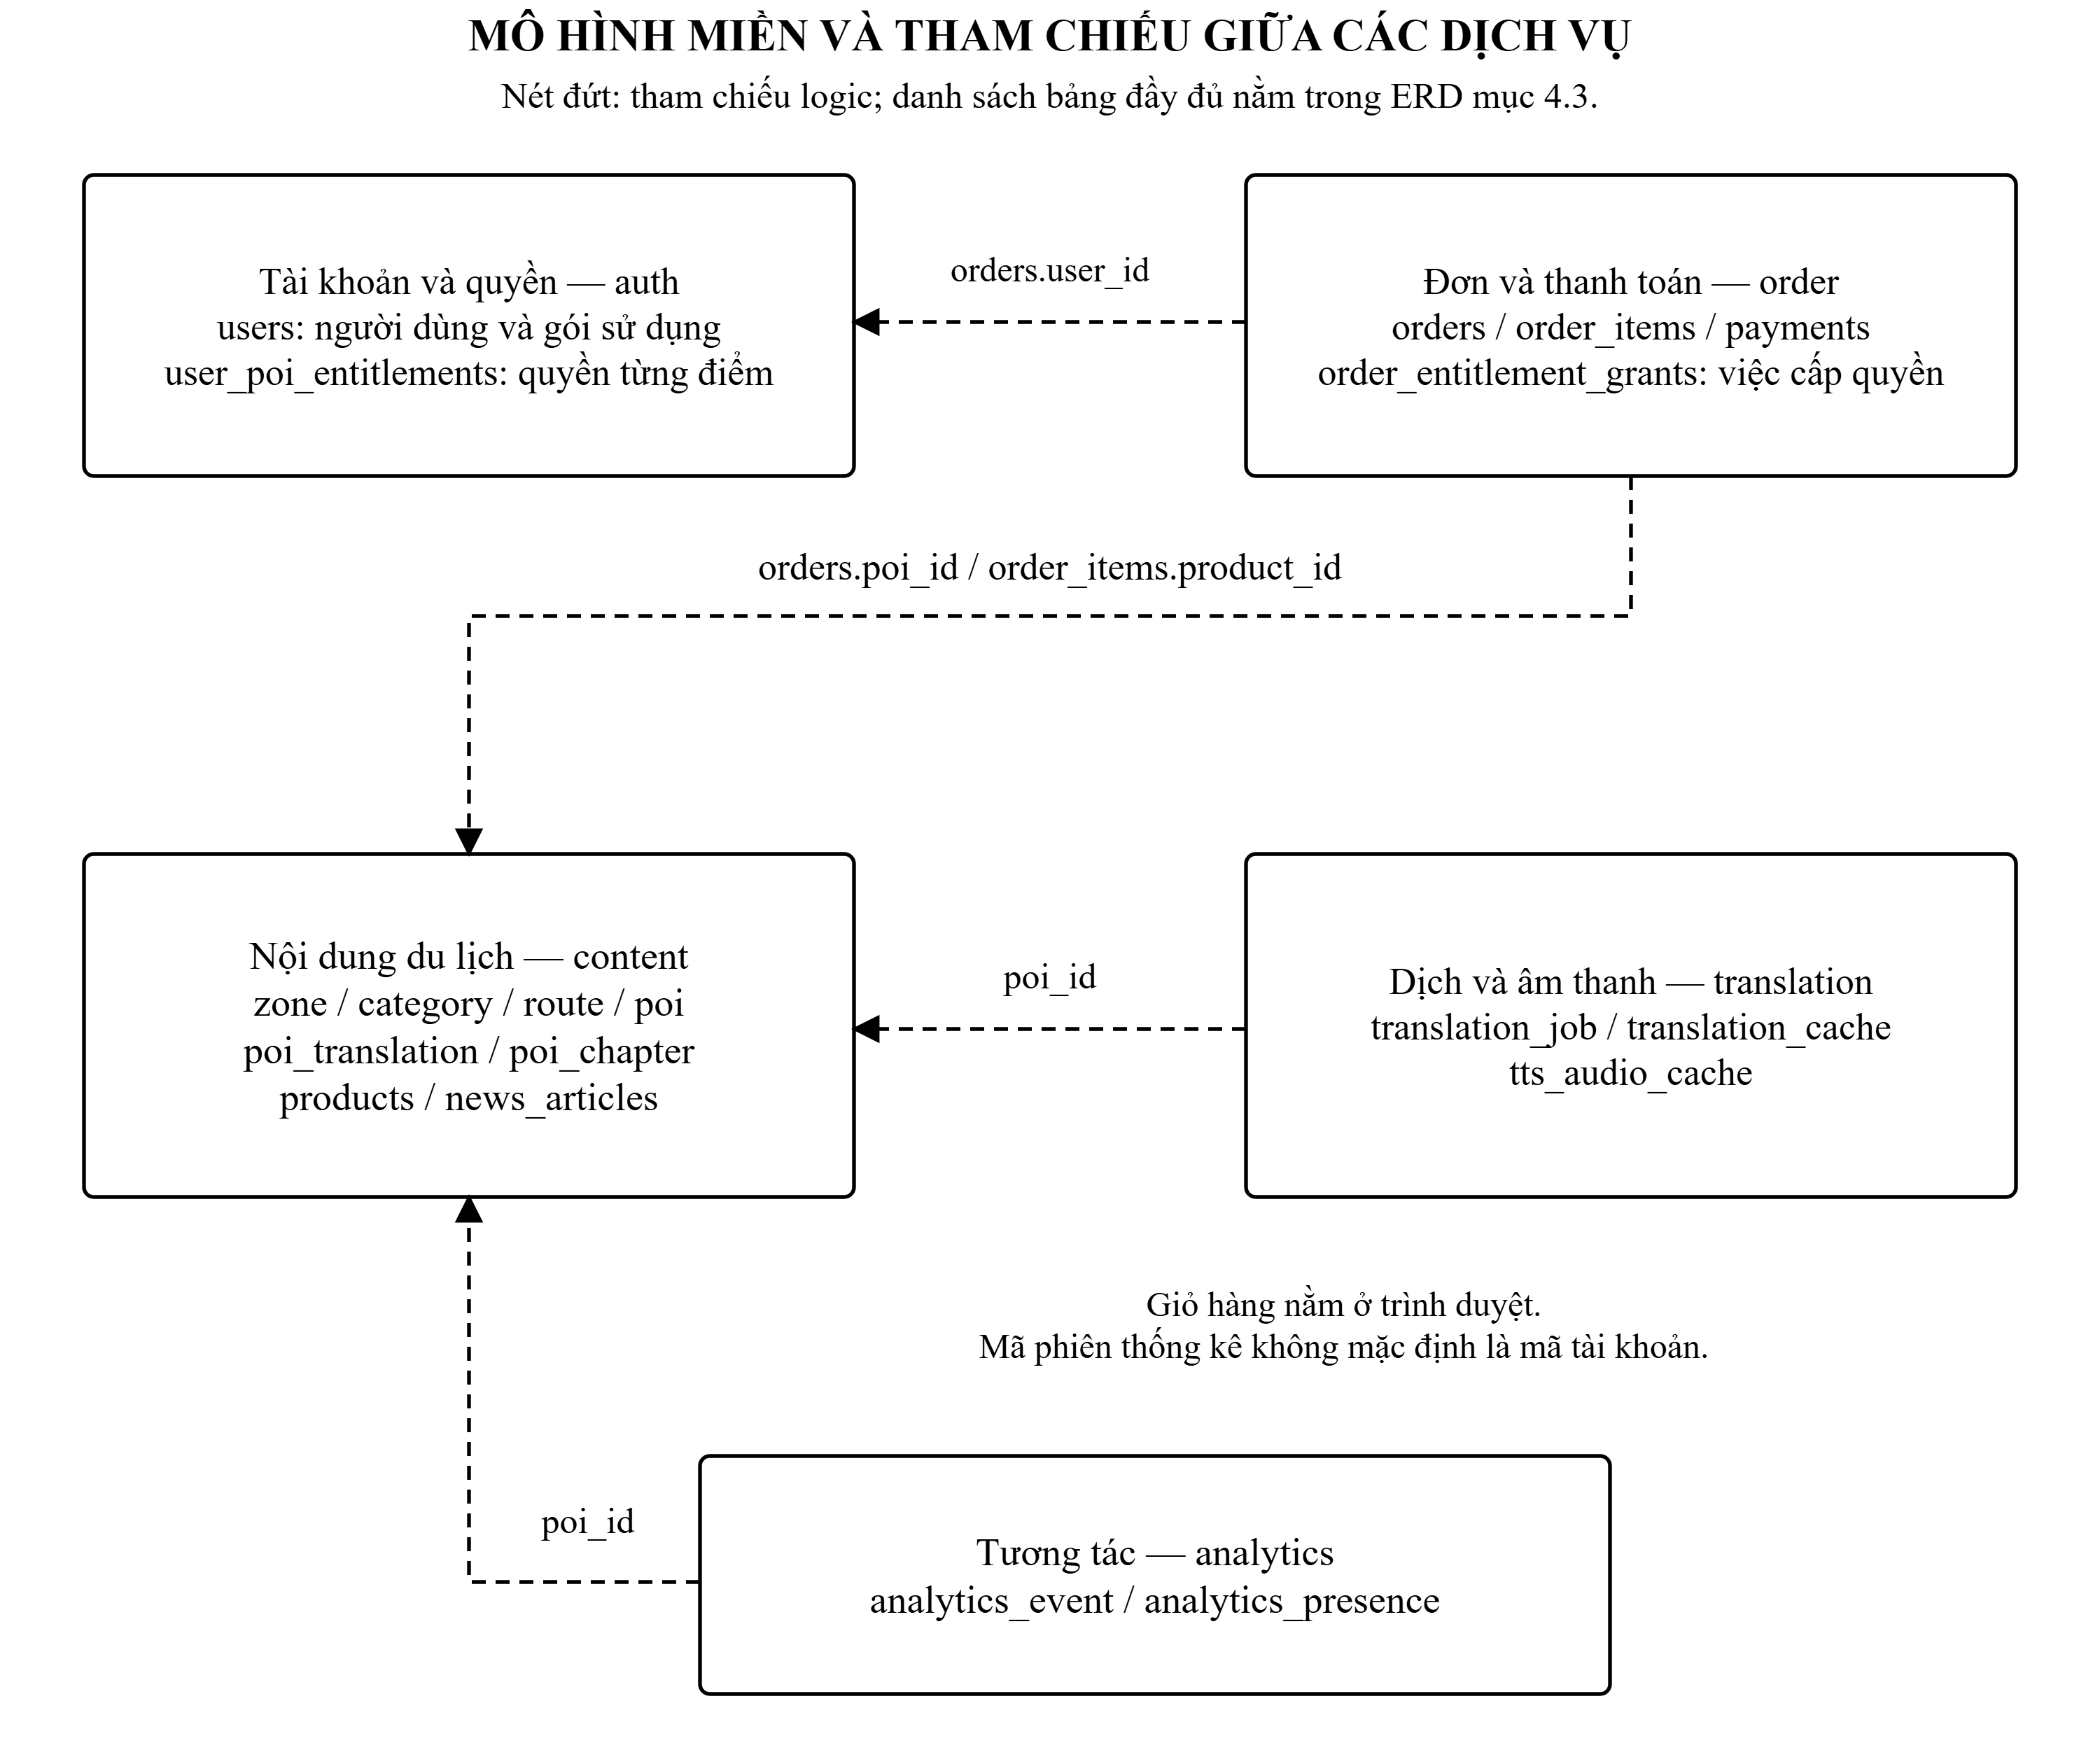 MÔ HÌNH MIỀN VÀ THAM CHIẾU GIỮA CÁC DỊCH VỤ
Nét đứt: tham chiếu logic; danh sách bảng đầy đủ nằm trong ERD mục 4.3.
Tài khoản và quyền — auth
users: người dùng và gói sử dụng
user_poi_entitlements: quyền từng điểm
orders.user_id
Đơn và thanh toán — order
orders / order_items / payments
order_entitlement_grants: việc cấp quyền
orders.poi_id / order_items.product_id
Nội dung du lịch — content
zone / category / route / poi
poi_translation / poi_chapter
products / news_articles
poi_id
Dịch và âm thanh — translation
translation_job / translation_cache
tts_audio_cache
Giỏ hàng nằm ở trình duyệt.
Mã phiên thống kê không mặc định là mã tài khoản.
poi_id
Tương tác — analytics
analytics_event / analytics_presence